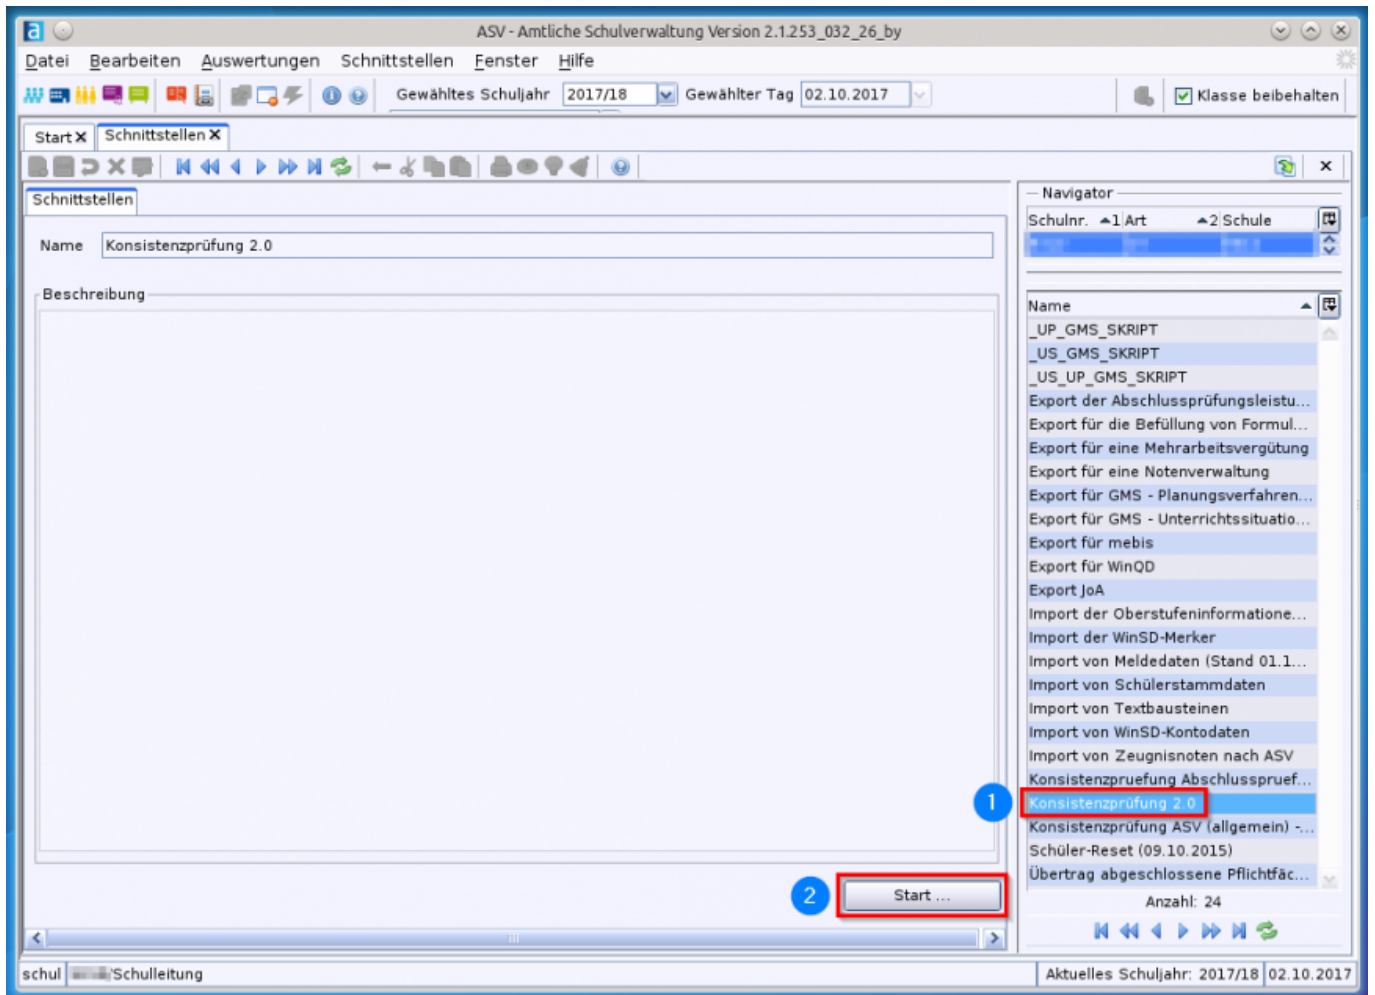 ASV - Amtliche Schulverwaltung Version 2.1.253_032_26_by
Datei Bearbeiten Auswertungen Schnittstellen Fenster Hilfe
Gewähltes Schuljahr 2017/18 Gewählter Tag 02.10.2017 Klasse beibehalten
Start Schnittstellen
Schnittstellen
Name Konsistenzprüfung 2.0
Beschreibung
2 Start ...
Navigator
Schulnr. 1 Art 2 Schule
Name
_UP_GMS_SKRIPT
_US_GMS_SKRIPT
_US_UP_GMS_SKRIPT
Export der Abschlussprüfungsleistu...
Export für die Befüllung von Formul...
Export für eine Mehrarbeitsvergütung
Export für eine Notenverwaltung
Export für GMS - Planungsverfahren...
Export für GMS - Unterrichtssituatio...
Export für mebis
Export für WinQD
Export JoA
Import der Oberstufeninformatione...
Import der WinSD-Merker
Import von Meldedaten (Stand 01.1...
Import von Schülerstammdaten
Import von Textbausteinen
Import von WinSD-Kontodaten
Import von Zeugnisnoten nach ASV
Konsistenzpruefung Abschlusspruef...
1 Konsistenzprüfung 2.0
Konsistenzprüfung ASV (allgemein) -...
Schüler-Reset (09.10.2015)
Übertrag abgeschlossene Pflichtfäc...
Anzahl: 24
schul /Schulleitung
Aktuelles Schuljahr: 2017/18 02.10.2017